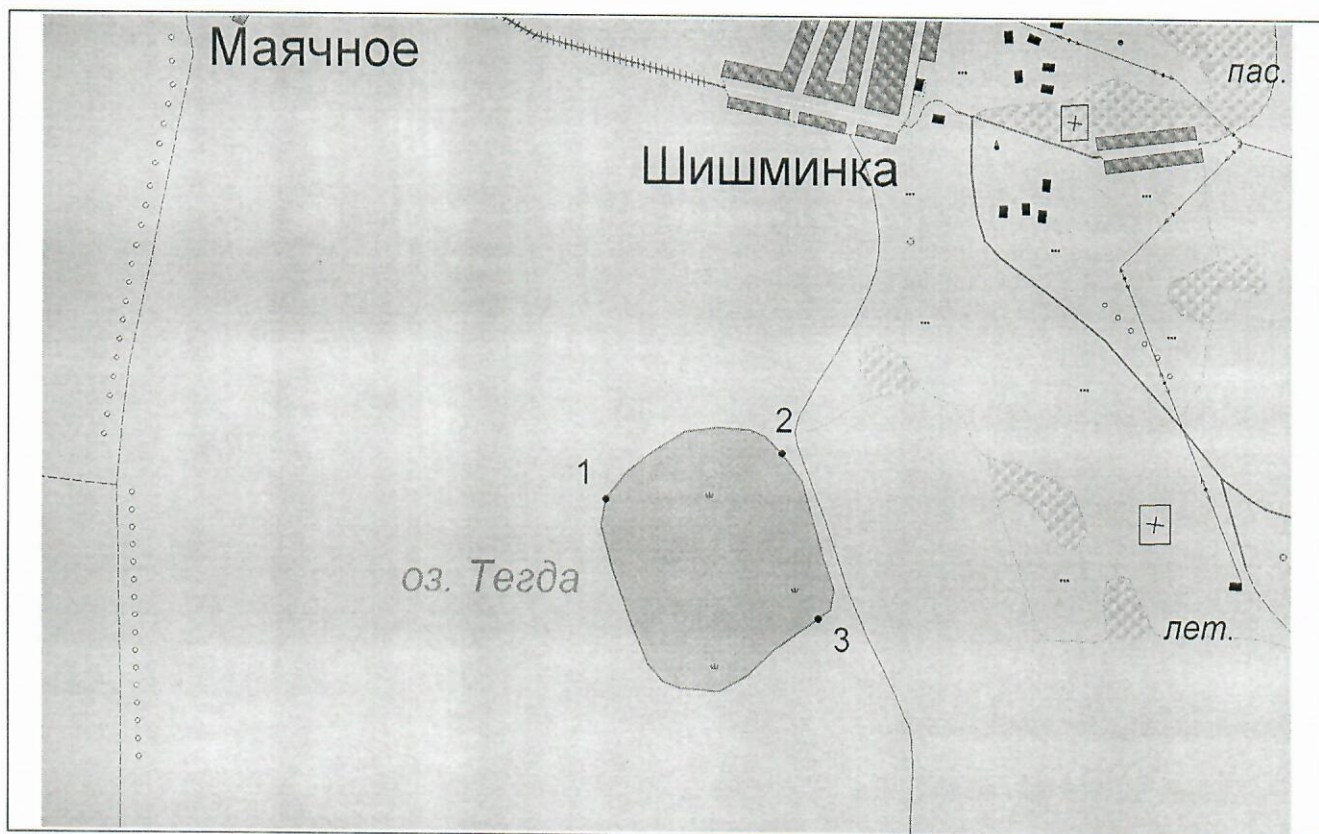 Маячное
пас.
Шишминка
2
1
оз. Тегда
3
лет.